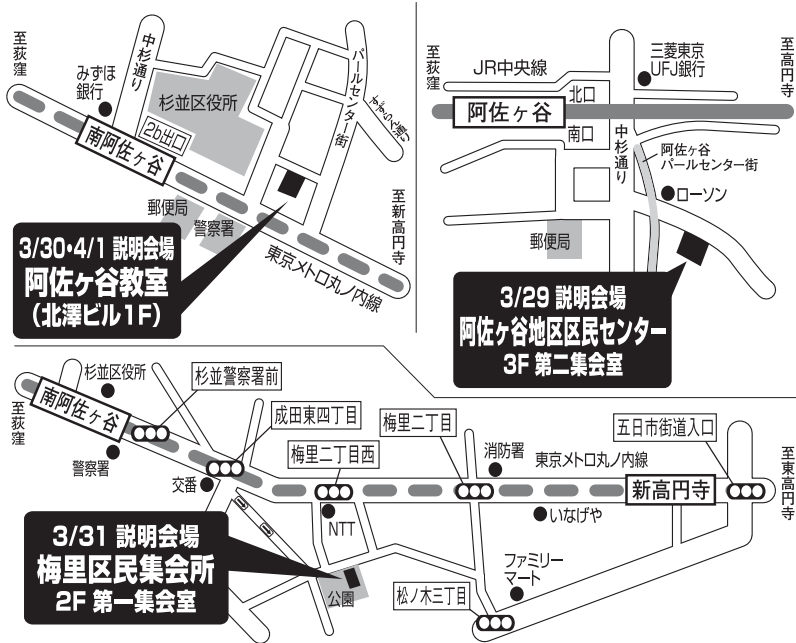 至荻窪
中杉通り
みずほ
銀行
杉並区役所
パールセンター街
すずらん通り
2b出口
南阿佐ヶ谷
郵便局
警察署
至新高円寺
東京メトロ丸ノ内線
3/30・4/1 説明会場
阿佐ヶ谷教室
（北澤ビル1F）
至荻窪
JR中央線
三菱東京
UFJ銀行
至高円寺
北口
阿佐ヶ谷
南口
中杉通り
阿佐ヶ谷
パールセンター街
ローソン
郵便局
3/29 説明会場
阿佐ヶ谷地区区民センター
3F 第二集会室
杉並区役所
杉並警察署前
至荻窪
南阿佐ヶ谷
成田東四丁目
梅里二丁目
五日市街道入口
梅里二丁目西
消防署
東京メトロ丸ノ内線
至東高円寺
警察署
交番
新高円寺
NTT
いなげや
3/31 説明会場
梅里区民集会所
2F 第一集会室
公園
ファミリー
マート
松ノ木三丁目